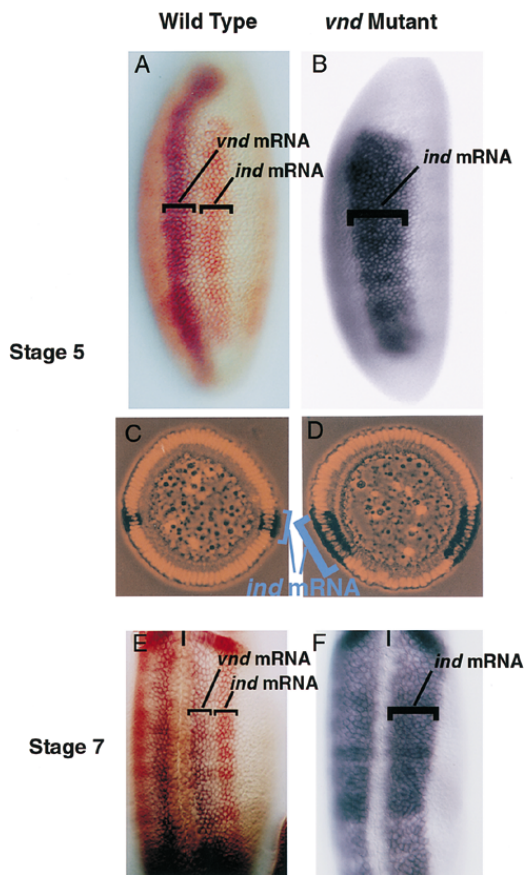 Wild Type
vnd Mutant
A
B
vnd mRNA
ind mRNA
ind mRNA
Stage 5
C
D
ind mRNA
E
F
vnd mRNA
ind mRNA
ind mRNA
Stage 7